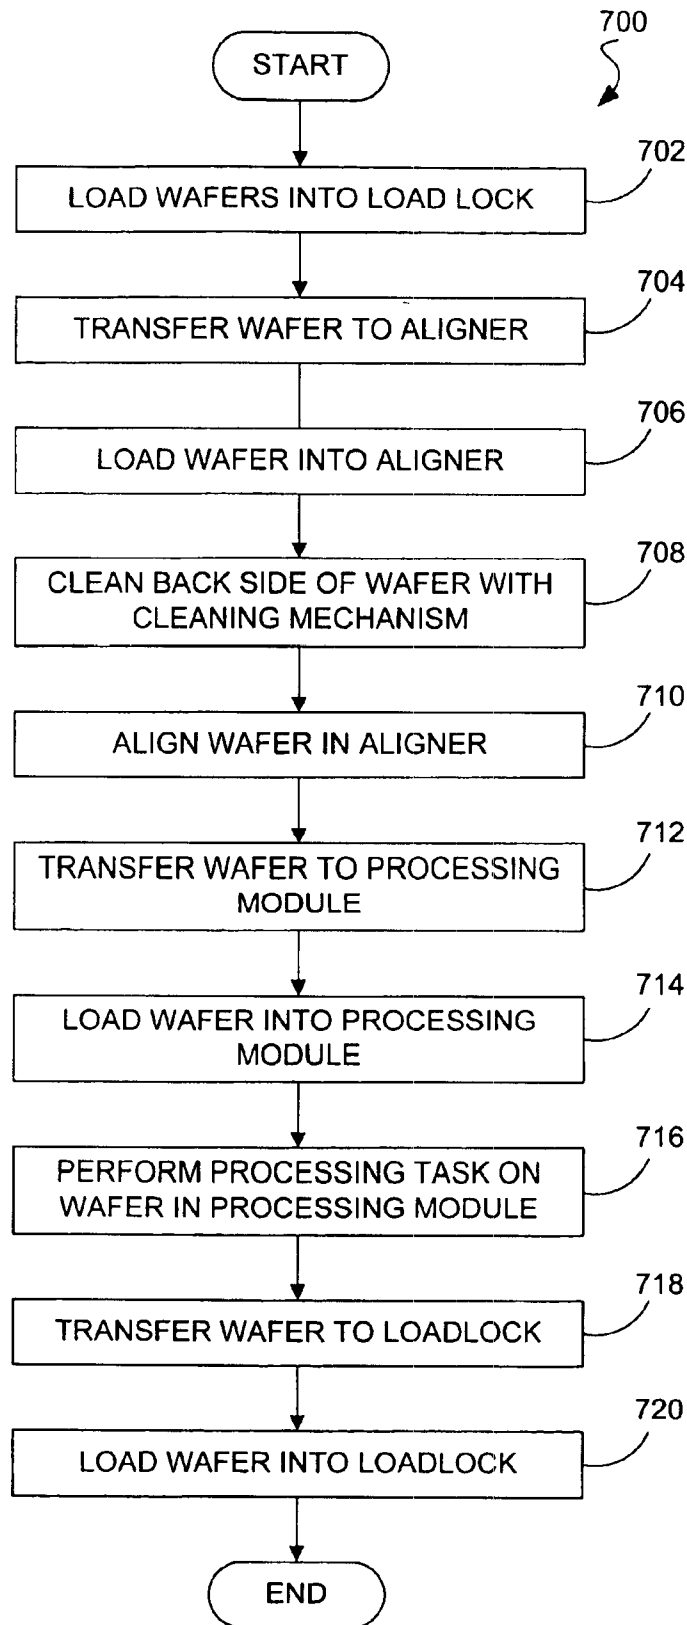 700
START
702
LOAD WAFERS INTO LOAD LOCK
704
TRANSFER WAFER TO ALIGNER
706
LOAD WAFER INTO ALIGNER
708
CLEAN BACK SIDE OF WAFER WITH
CLEANING MECHANISM
710
ALIGN WAFER IN ALIGNER
712
TRANSFER WAFER TO PROCESSING
MODULE
714
LOAD WAFER INTO PROCESSING
MODULE
716
PERFORM PROCESSING TASK ON
WAFER IN PROCESSING MODULE
718
TRANSFER WAFER TO LOADLOCK
720
LOAD WAFER INTO LOADLOCK
END